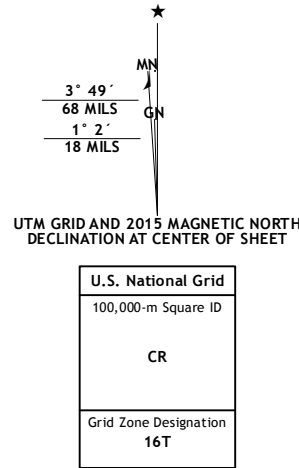 MN
3° 49´
68 MILS
GN
1° 2´
18 MILS
UTM GRID AND 2015 MAGNETIC NORTH
DECLINATION AT CENTER OF SHEET
U.S. National Grid
100,000-m Square ID
CR
Grid Zone Designation
16T